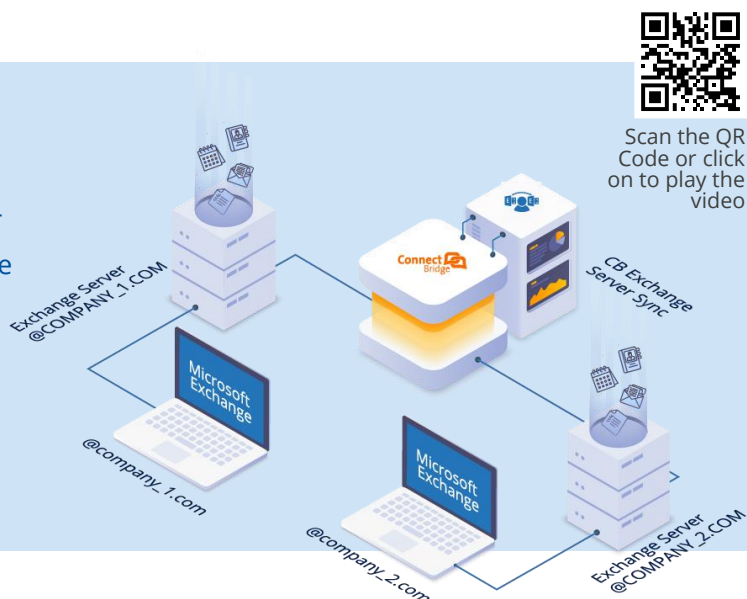 Scan the QR
Code or click
on to play the
video
Connect
Bridge
CB Exchange
Server Sync
Exchange Server
@COMPANY_1.COM
Microsoft
Exchange
@company_1.com
Microsoft
Exchange
@company_2.com
Exchange Server
@COMPANY_2.COM